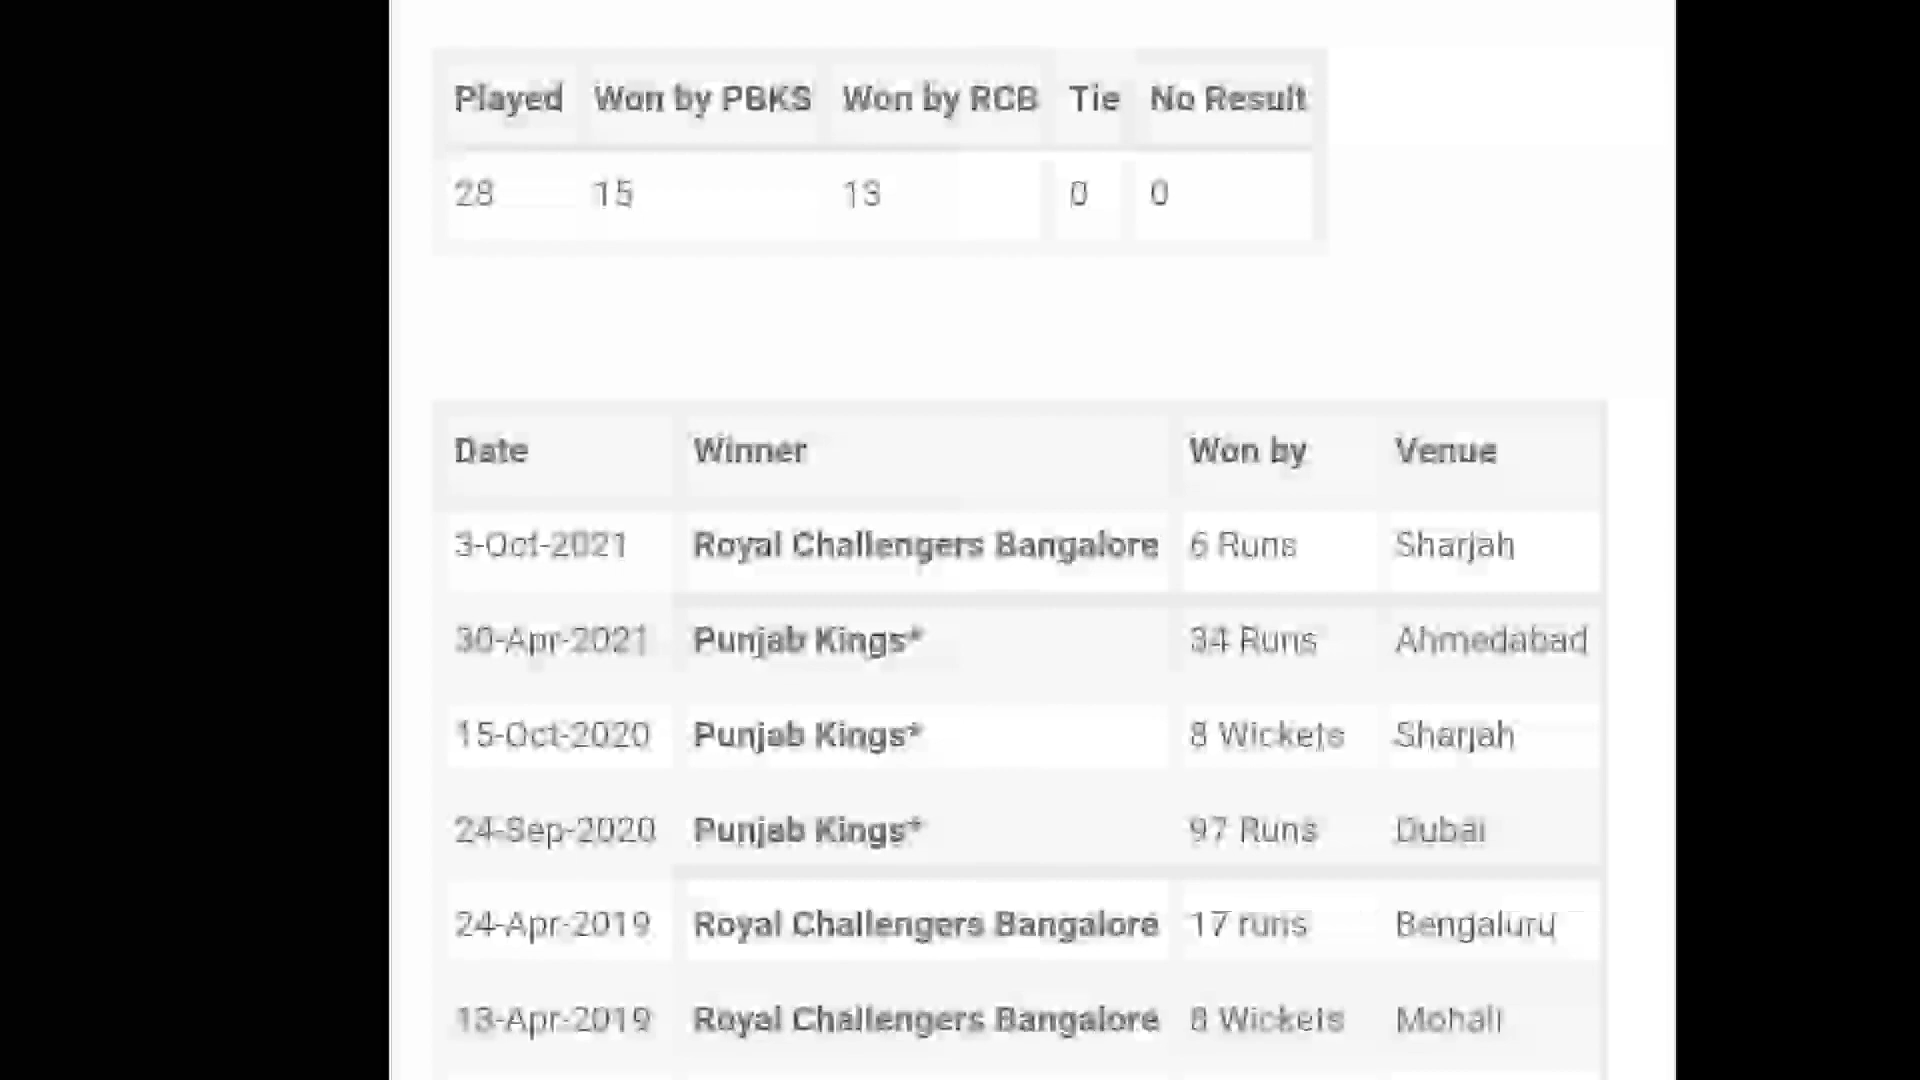 Played Won by PBKS Won by RCB Tie No Result
28 15 13 0 0
Date Winner Won by Venue
3-Oct-2021 Royal Challengers Bangalore 6 Runs Sharjah
30-Apr-2021 Punjab Kings* 34 Runs Ahmedabad
15-Oct-2020 Punjab Kings* 8 Wickets Sharjah
24-Sep-2020 Punjab Kings* 97 Runs Dubai
24-Apr-2019 Royal Challengers Bangalore 17 runs Bengaluru
13-Apr-2019 Royal Challengers Bangalore 8 Wickets Mohali